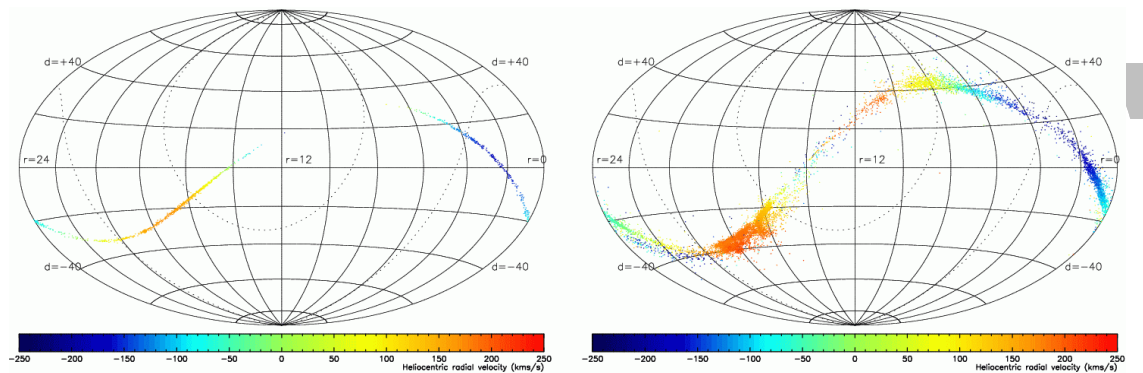 d=+40 d=+40
r=24 r=12 r=0
d=−40 d=−40
−250 −200 −150 −100 −50 0 50 100 150 200 250
Heliocentric radial velocity (kms/s)
d=+40 d=+40
r=24 r=12 r=0
d=−40 d=−40
−250 −200 −150 −100 −50 0 50 100 150 200 250
Heliocentric radial velocity (kms/s)